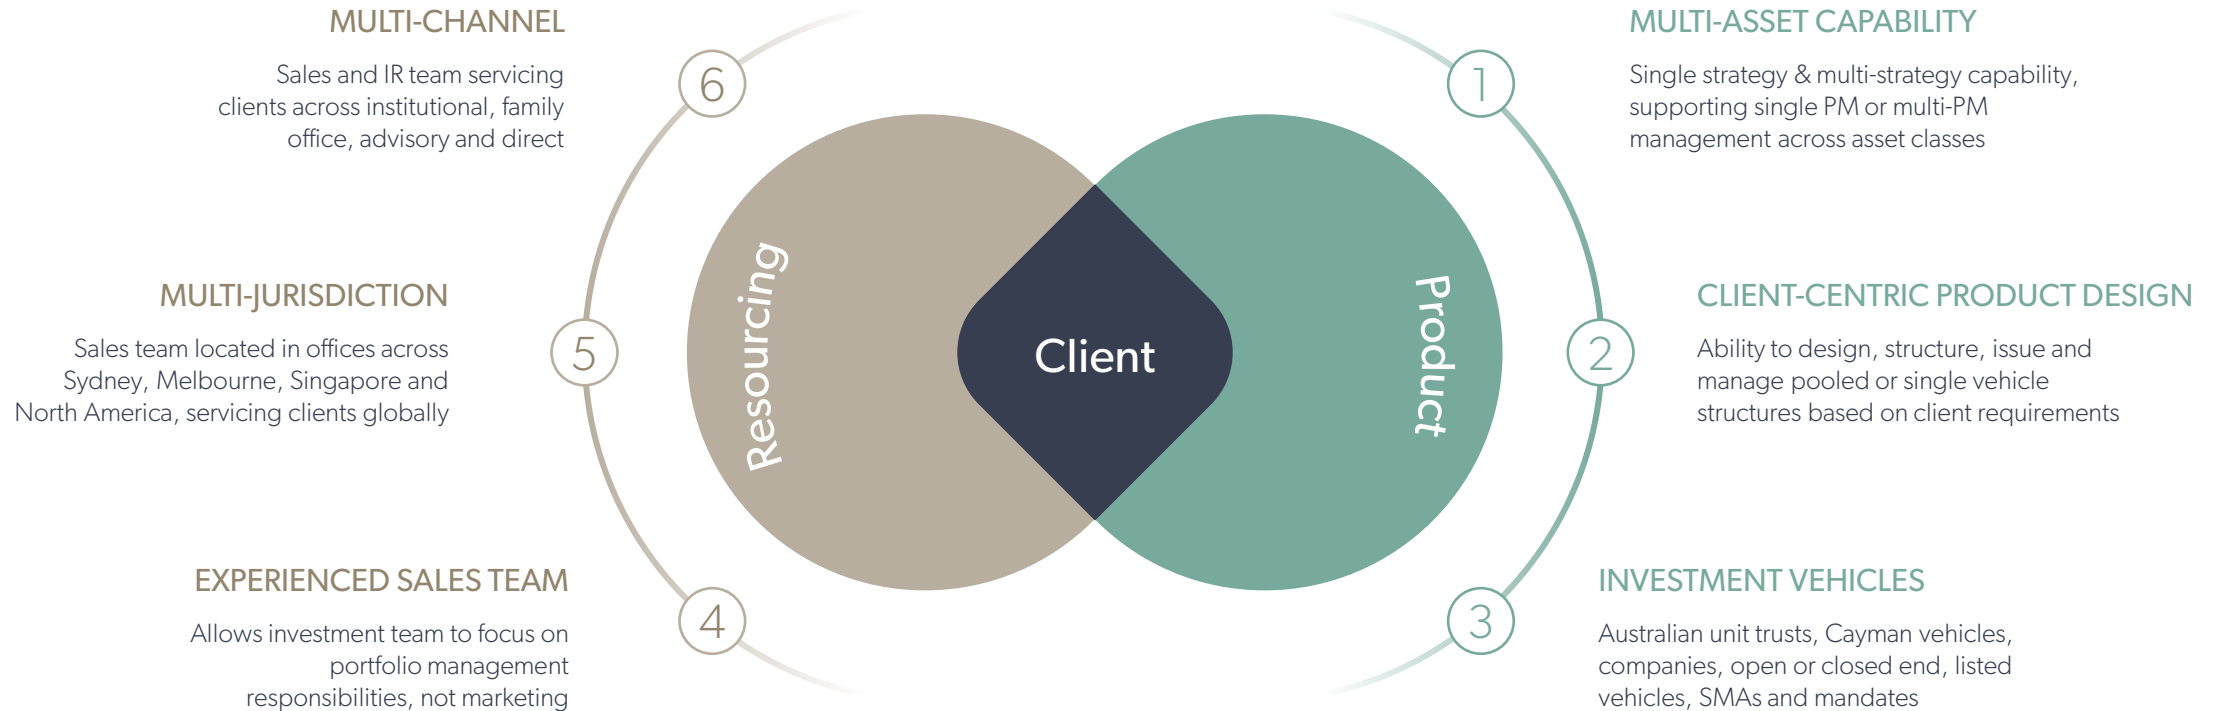 MULTI-CHANNEL
Sales and IR team servicing
clients across institutional, family
office, advisory and direct
6
MULTI-JURISDICTION
Sales team located in offices across
Sydney, Melbourne, Singapore and
North America, servicing clients globally
5
EXPERIENCED SALES TEAM
Allows investment team to focus on
portfolio management
responsibilities, not marketing
4
Resourcing
Client
Product
1
MULTI-ASSET CAPABILITY
Single strategy & multi-strategy capability,
supporting single PM or multi-PM
management across asset classes
2
CLIENT-CENTRIC PRODUCT DESIGN
Ability to design, structure, issue and
manage pooled or single vehicle
structures based on client requirements
3
INVESTMENT VEHICLES
Australian unit trusts, Cayman vehicles,
companies, open or closed end, listed
vehicles, SMAs and mandates